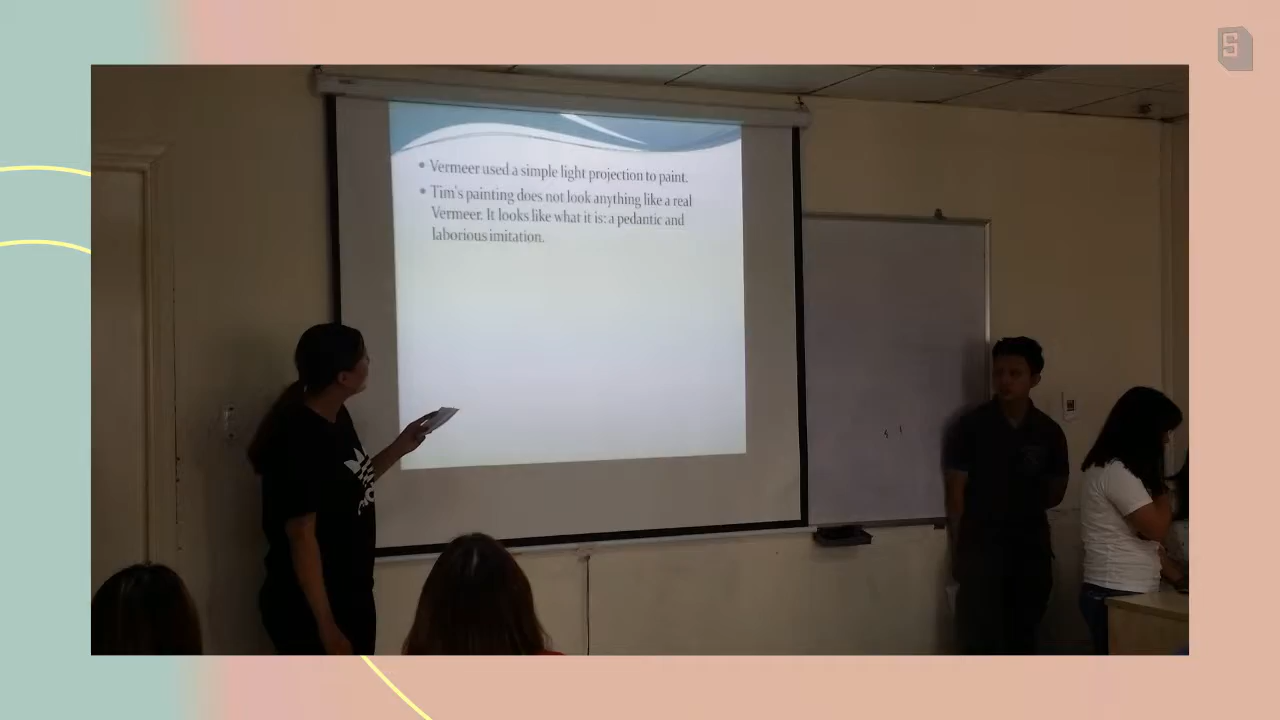 • Vermeer used a simple light projection to paint.
• Tim's painting does not look anything like a real
Vermeer. It looks like what it is: a pedantic and
laborious imitation.
S